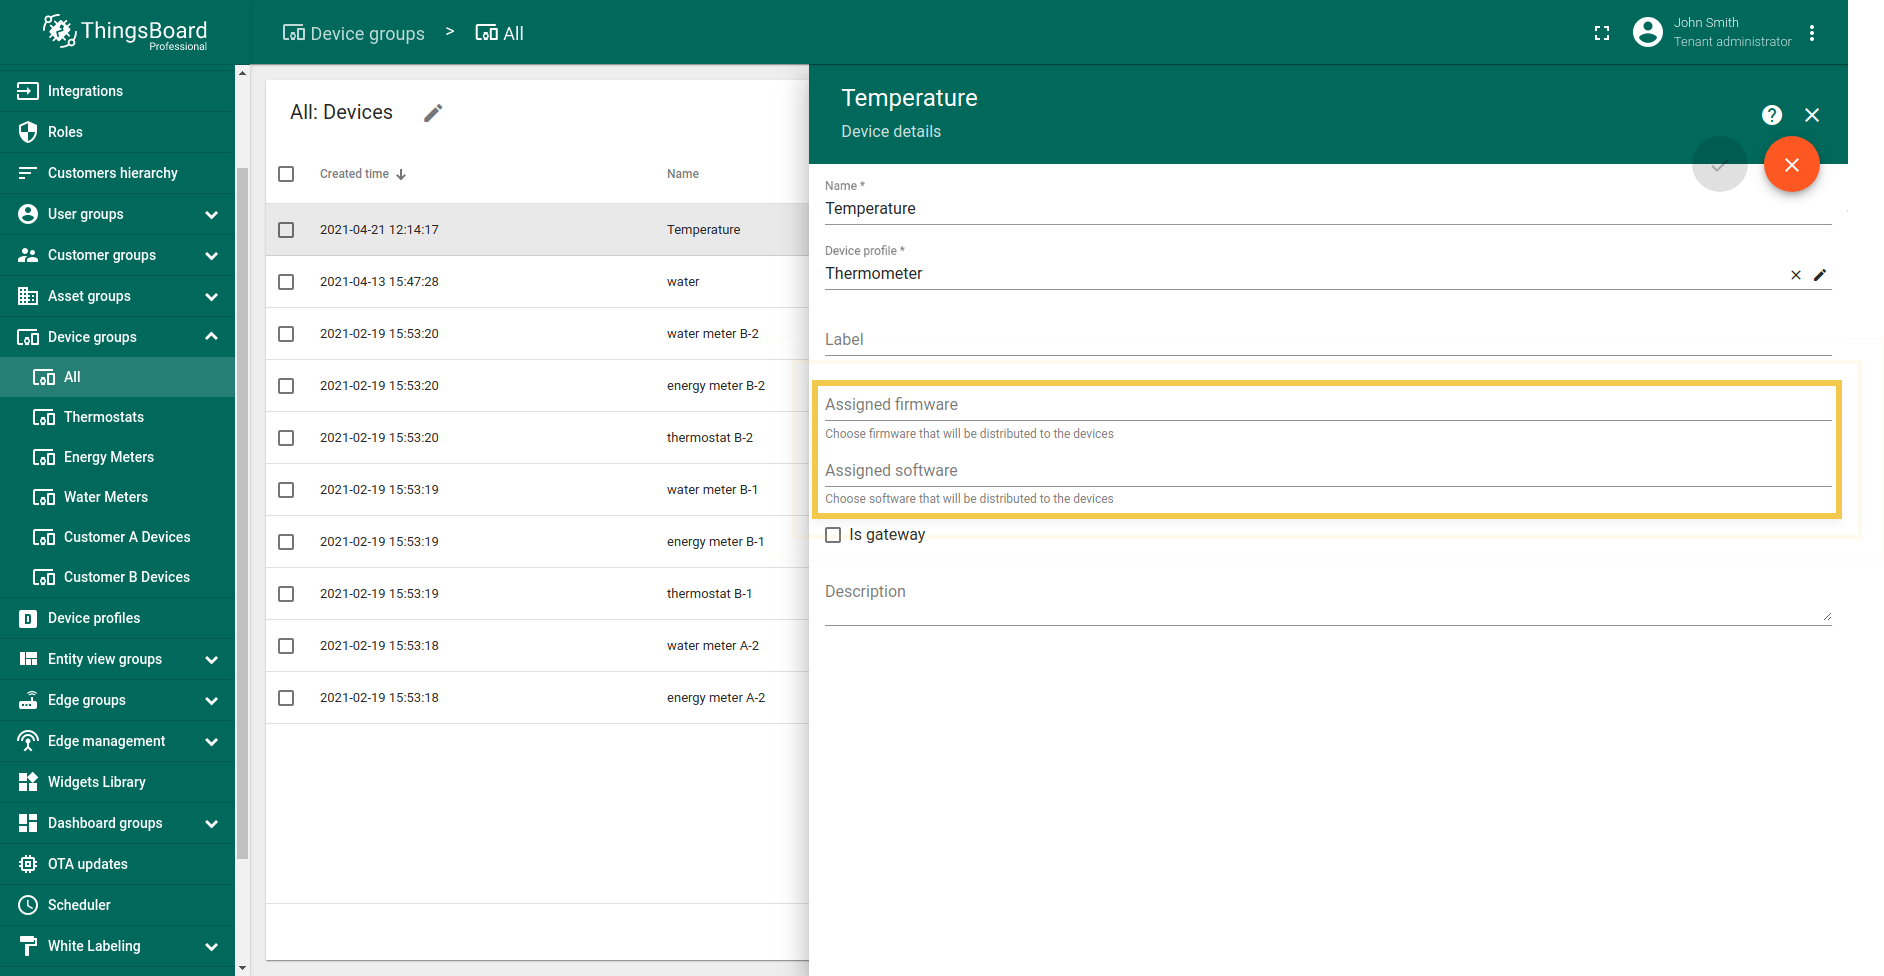 ThingsBoard
Professional
Device groups > All
John Smith
Tenant administrator
Integrations
Roles
Customers hierarchy
User groups
Customer groups
Asset groups
Device groups
All
Thermostats
Energy Meters
Water Meters
Customer A Devices
Customer B Devices
Device profiles
Entity view groups
Edge groups
Edge management
Widgets Library
Dashboard groups
OTA updates
Scheduler
White Labeling
All: Devices
Created time Name
2021-04-21 12:14:17 Temperature
2021-04-13 15:47:28 water
2021-02-19 15:53:20 water meter B-2
2021-02-19 15:53:20 energy meter B-2
2021-02-19 15:53:20 thermostat B-2
2021-02-19 15:53:19 water meter B-1
2021-02-19 15:53:19 energy meter B-1
2021-02-19 15:53:19 thermostat B-1
2021-02-19 15:53:18 water meter A-2
2021-02-19 15:53:18 energy meter A-2
Temperature
Device details
Name *
Temperature
Device profile *
Thermometer
Label
Assigned firmware
Choose firmware that will be distributed to the devices
Assigned software
Choose software that will be distributed to the devices
Is gateway
Description